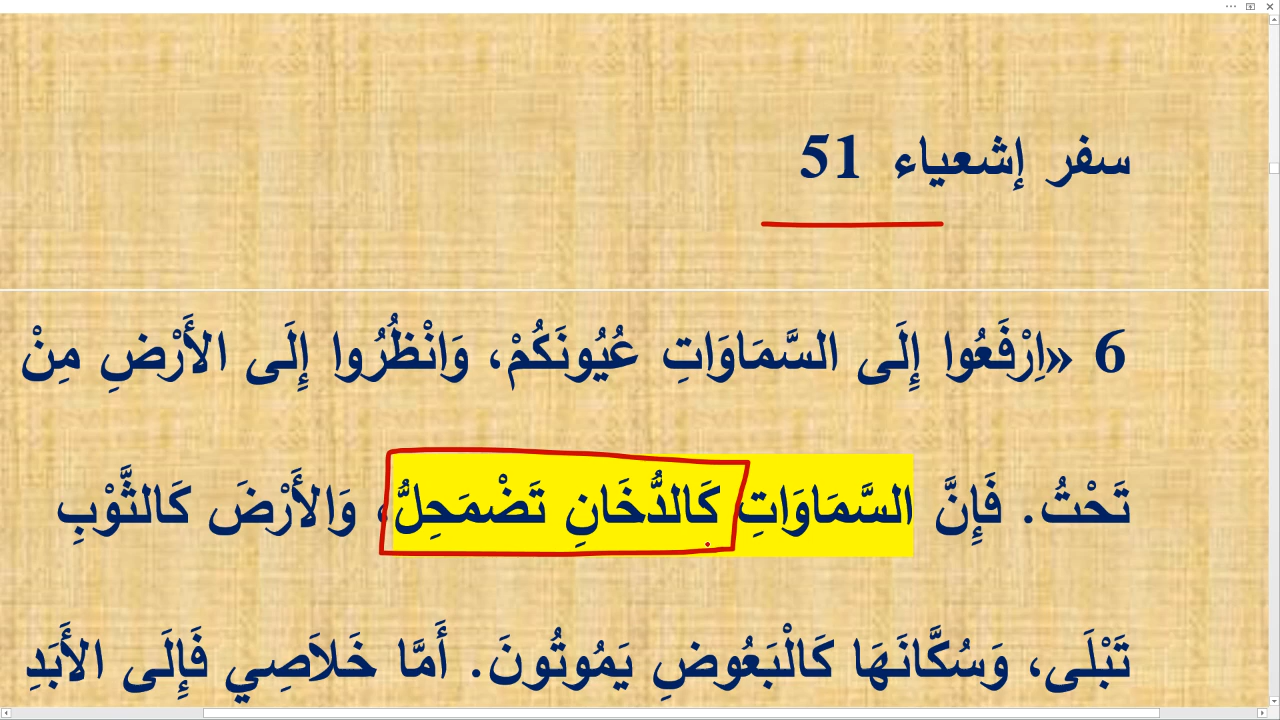 سفر إشعياء 51
6 «اِرْفَعُوا إِلَى السَّمَاوَاتِ عُيُونَكُمْ، وَانْظُرُوا إِلَى الأَرْضِ مِنْ
تَحْتُ. فَإِنَّ السَّمَاوَاتِ كَالدُّخَانِ تَضْمَحِلُّ، وَالأَرْضَ كَالثَّوْبِ
تَبْلَى، وَسُكَّانَهَا كَالْبَعُوضِ يَمُوتُونَ. أَمَّا خَلاَصِي فَإِلَى الأَبَدِ